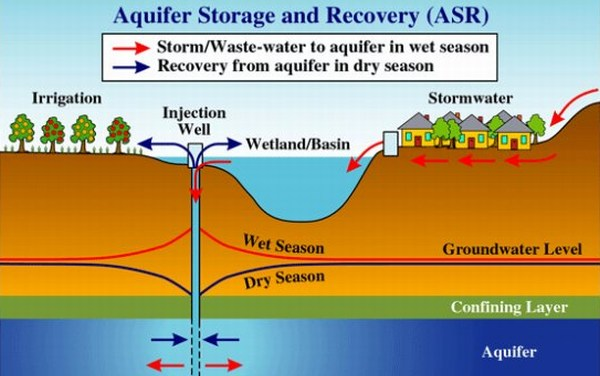 Aquifer Storage and Recovery (ASR)
Storm/Waste-water to aquifer in wet season
Recovery from aquifer in dry season
Irrigation
Stormwater
Injection
Well
Wetland/Basin
Wet Season
Groundwater Level
Dry Season
Confining Layer
Aquifer